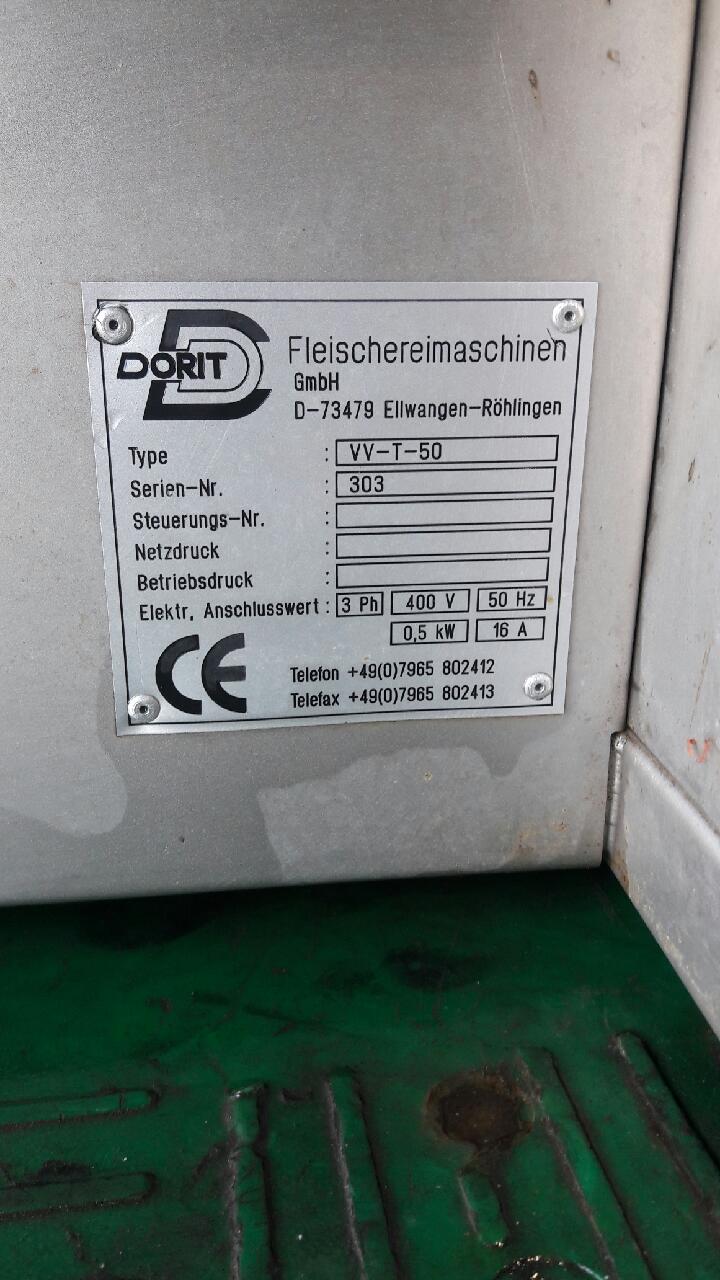 DORIT
Fleischereimaschinen
GmbH
D-73479 Ellwangen-Röhlingen
Type : VV-T-50
Serien-Nr. : 303
Steuerungs-Nr. :
Netzdruck :
Betriebsdruck :
Elektr. Anschlusswert : 3 Ph 400 V 50 Hz
0,5 kW 16 A
CE
Telefon +49(0)7965 802412
Telefax +49(0)7965 802413